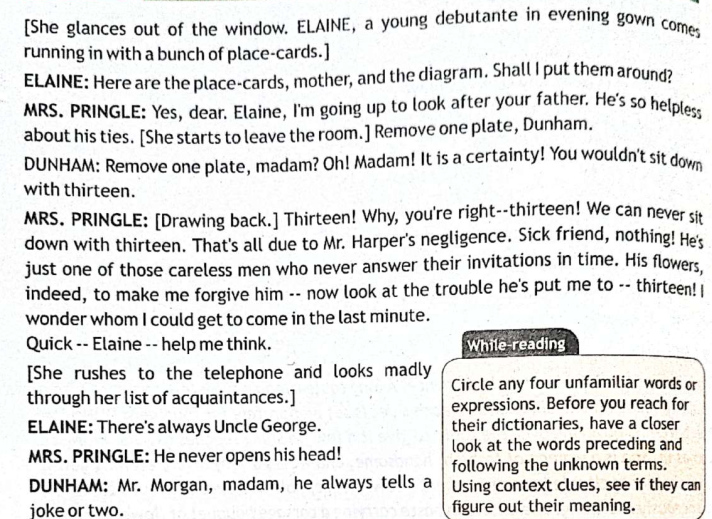 [She glances out of the window. ELAINE, a young debutante in evening gown comes
running in with a bunch of place-cards.]
ELAINE: Here are the place-cards, mother, and the diagram. Shall I put them around?
MRS. PRINGLE: Yes, dear. Elaine, I'm going up to look after your father. He's so helpless
about his ties. [She starts to leave the room.] Remove one plate, Dunham.
DUNHAM: Remove one plate, madam? Oh! Madam! It is a certainty! You wouldn't sit down
with thirteen.
MRS. PRINGLE: [Drawing back.] Thirteen! Why, you're right--thirteen! We can never sit
down with thirteen. That's all due to Mr. Harper's negligence. Sick friend, nothing! He's
just one of those careless men who never answer their invitations in time. His flowers,
indeed, to make me forgive him -- now look at the trouble he's put me to -- thirteen! I
wonder whom I could get to come in the last minute.
Quick -- Elaine -- help me think.
[She rushes to the telephone and looks madly
through her list of acquaintances.]
ELAINE: There's always Uncle George.
MRS. PRINGLE: He never opens his head!
DUNHAM: Mr. Morgan, madam, he always tells a
joke or two.
While-reading
Circle any four unfamiliar words or
expressions. Before you reach for
their dictionaries, have a closer
look at the words preceding and
following the unknown terms.
Using context clues, see if they can
figure out their meaning.